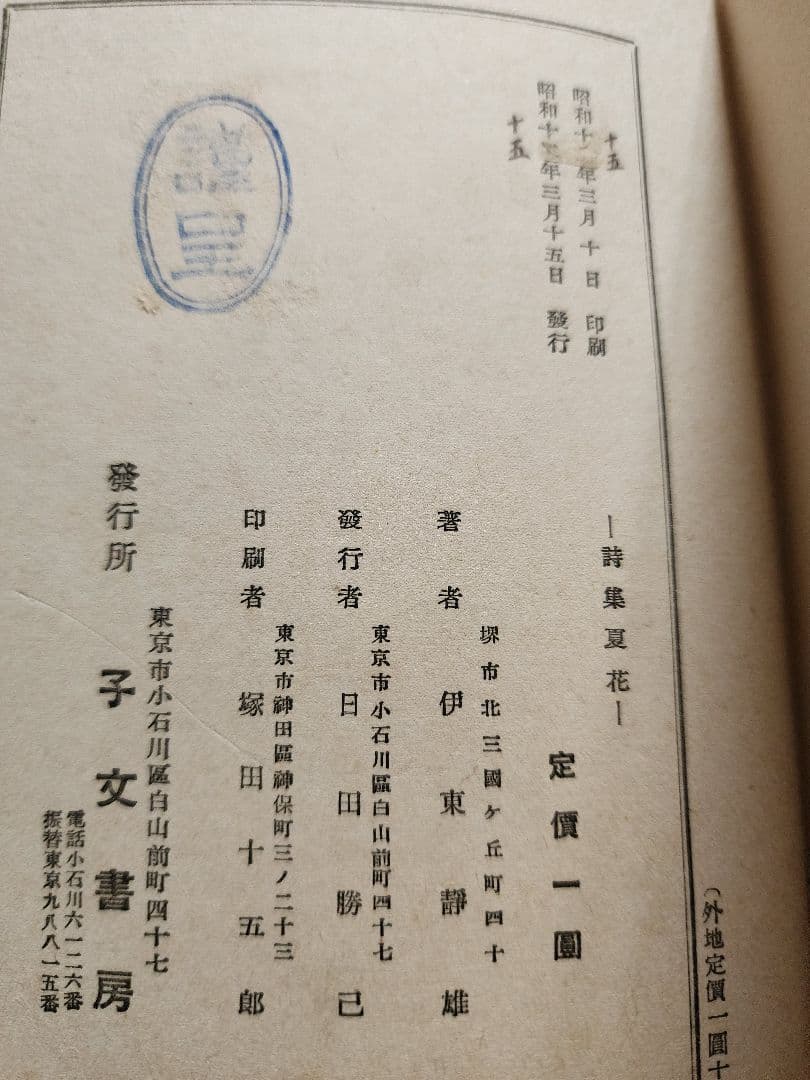 昭和十 年三月十日 印刷
十五
昭和十 年三月十五日 發行
十五
(外地定價一圓十
―詩集夏花―
定價一圓
堺市北三國ヶ丘町四十
著者 伊東靜雄
東京市小石川區白山前町四十七
發行者 日田勝己
東京市神田區神保町三ノ二十三
印刷者 塚田十五郎
東京市小石川區白山前町四十七
發行所 子文書房
電話小石川六一二六番
振替東京九八八一五番